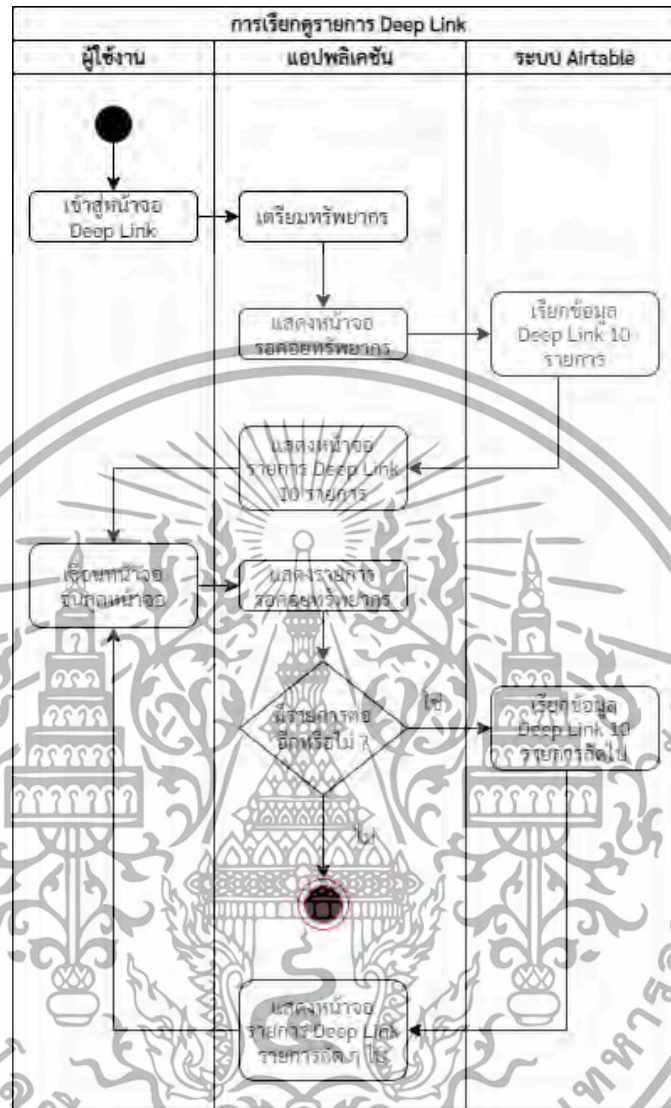 การเรียกดูรายการ Deep Link
ผู้ใช้งาน
แอปพลิเคชัน
ระบบ Airtable
เข้าสู่หน้าจอ
Deep Link
เตรียมทรัพยากร
แสดงหน้าจอ
รอคอยทรัพยากร
เรียกข้อมูล
Deep Link 10
รายการ
แสดงหน้าจอ
รายการ Deep Link
10 รายการ
เลื่อนหน้าจอ
จนสุดหน้าจอ
แสดงรายการ
รอคอยทรัพยากร
มีรายการต่อ
อีกหรือไม่ ?
ใช่
เรียกข้อมูล
Deep Link 10
รายการถัดไป
ไม่
แสดงหน้าจอ
รายการ Deep Link
รายการถัด ๆ ไป